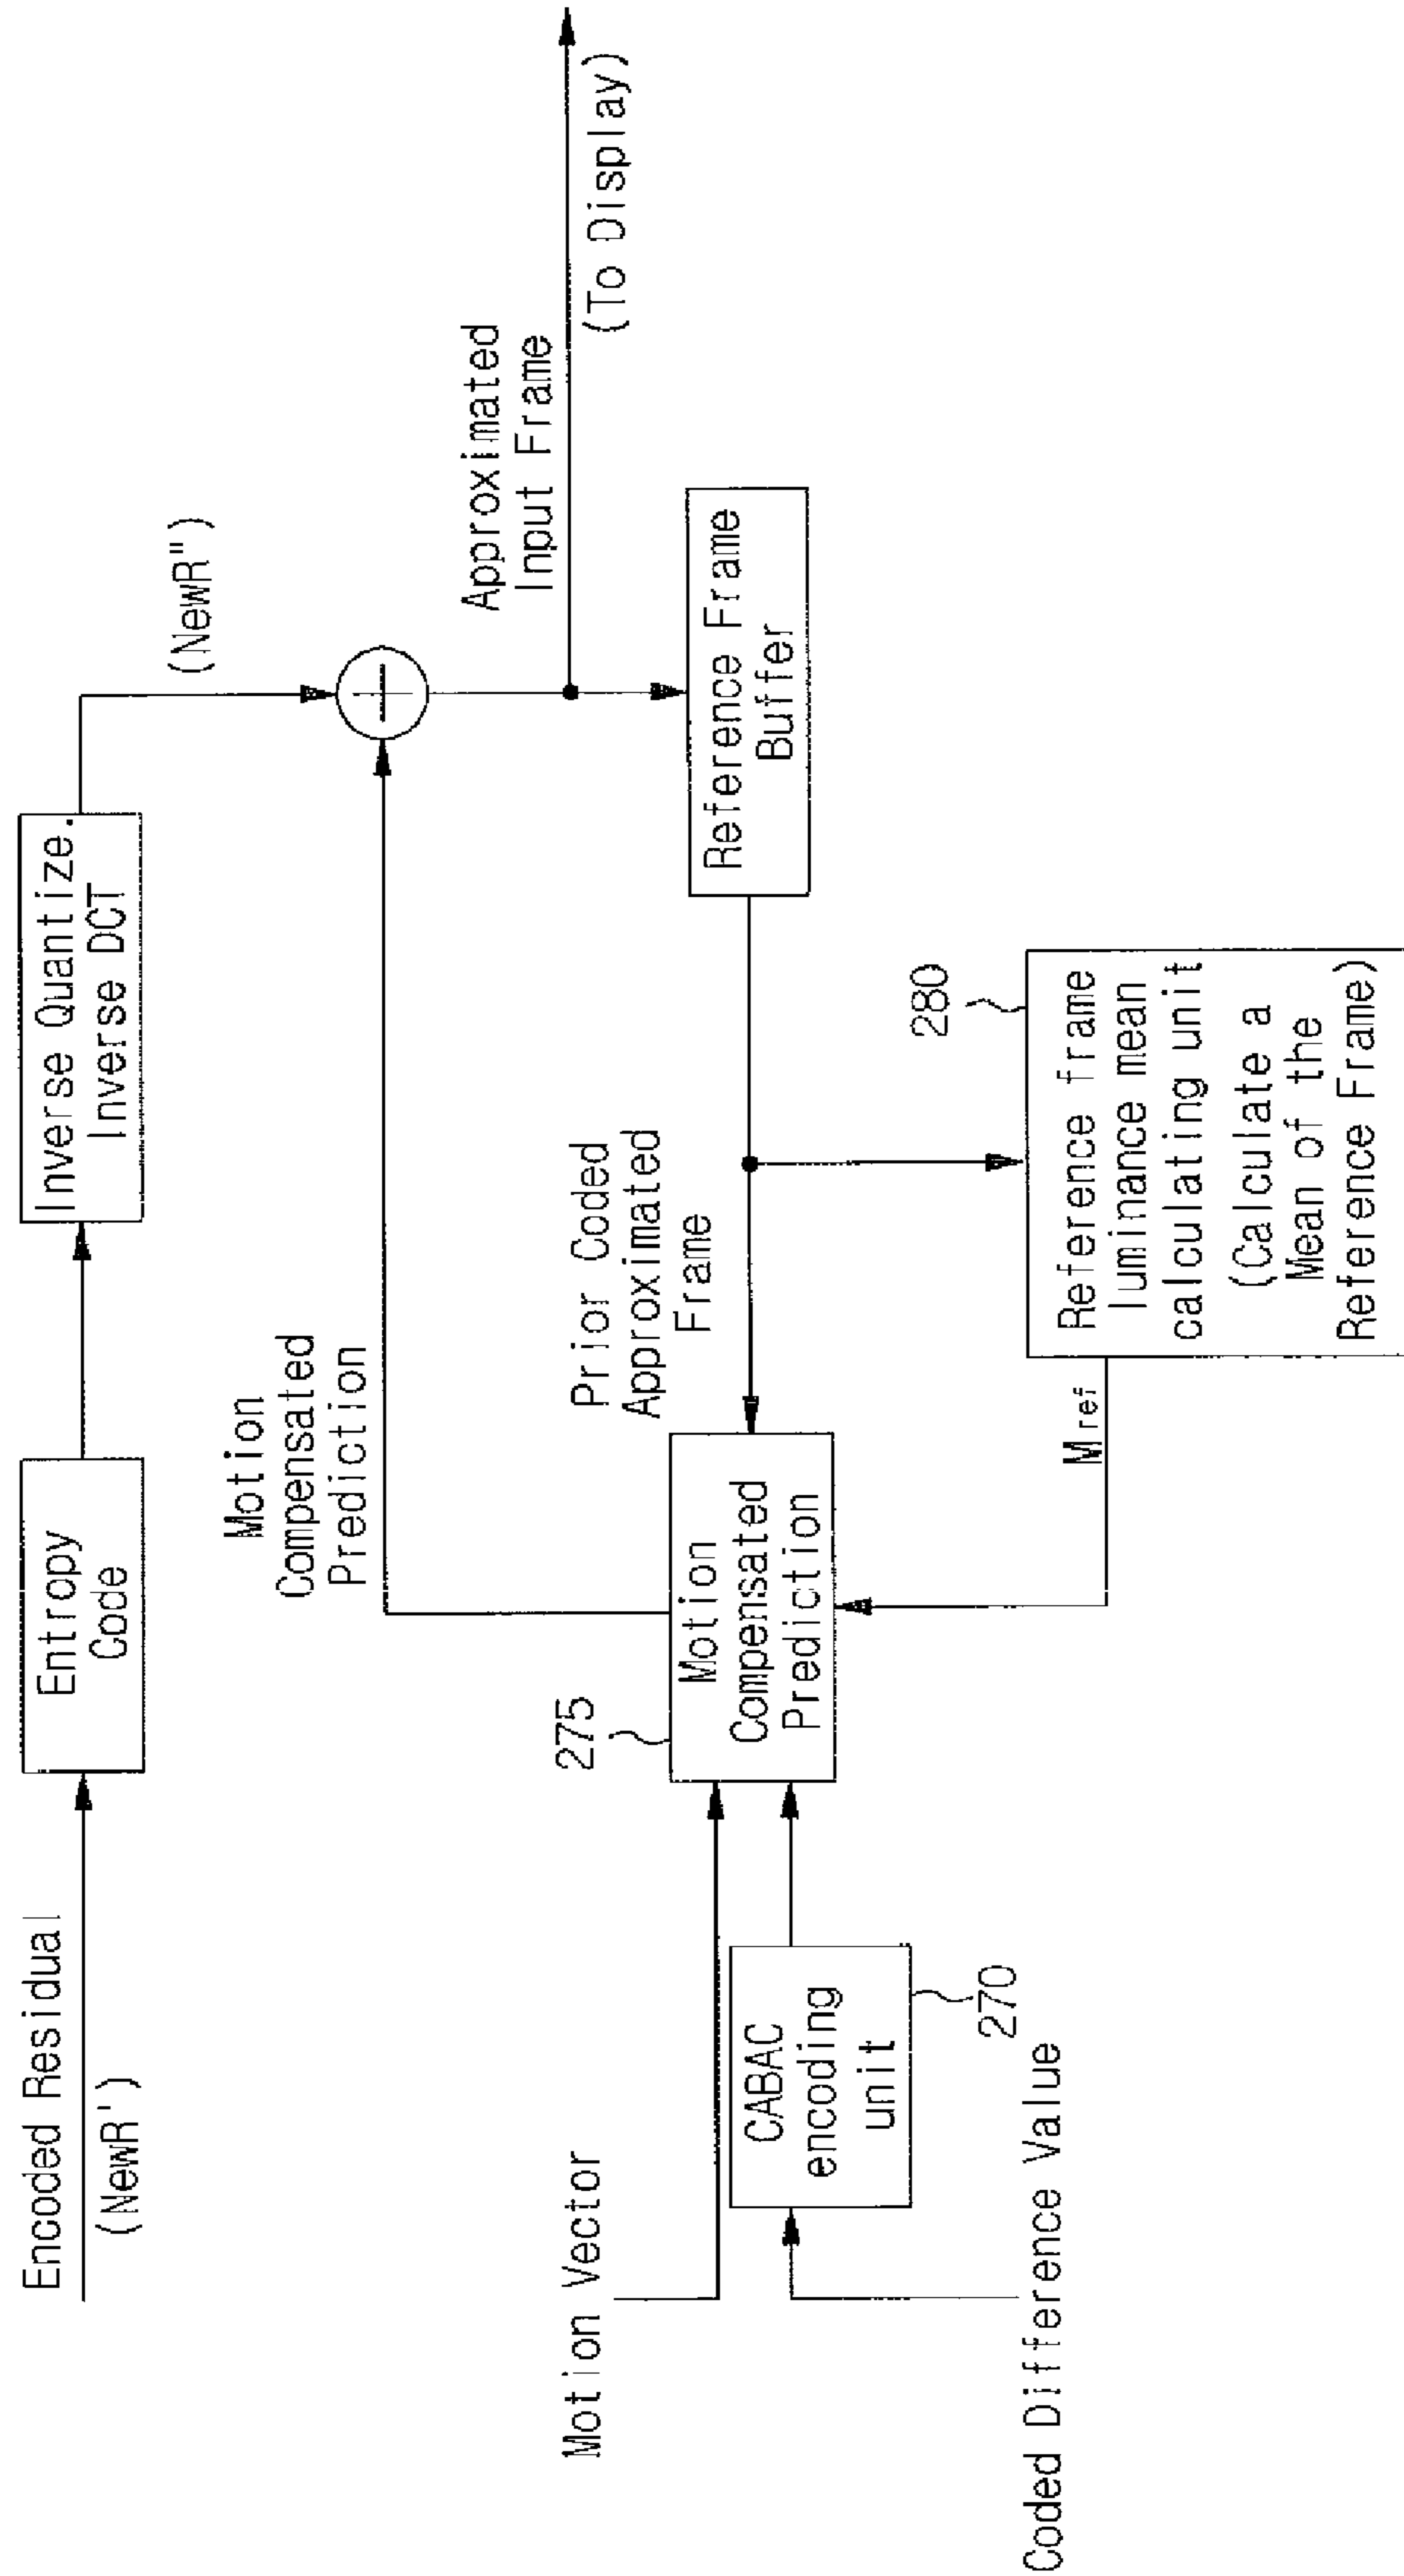 Encoded Residual
(NewR')
Entropy
Code
Inverse Quantize.
Inverse DCT
(NewR")
Motion
Compensated
Prediction
Approximated
Input Frame
(To Display)
Motion Vector
275
Motion
Compensated
Prediction
Prior Coded
Approximated
Frame
Reference Frame
Buffer
CABAC
encoding
unit
270
Coded Difference Value
Mref
280
Reference frame
luminance mean
calculating unit
(Calculate a
Mean of the
Reference Frame)